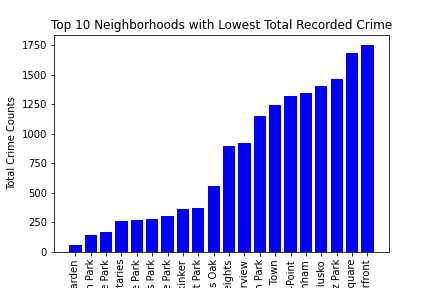 Top 10 Neighborhoods with Lowest Total Recorded Crime
Total Crime Counts
1750
1500
1250
1000
750
500
250
0
arden
Park
Park
taries
Park
s Park
Park
kinker
t Park
s Oak
eights
rview
n Park
Town
-Point
nham
iusko
z Park
quare
rfront